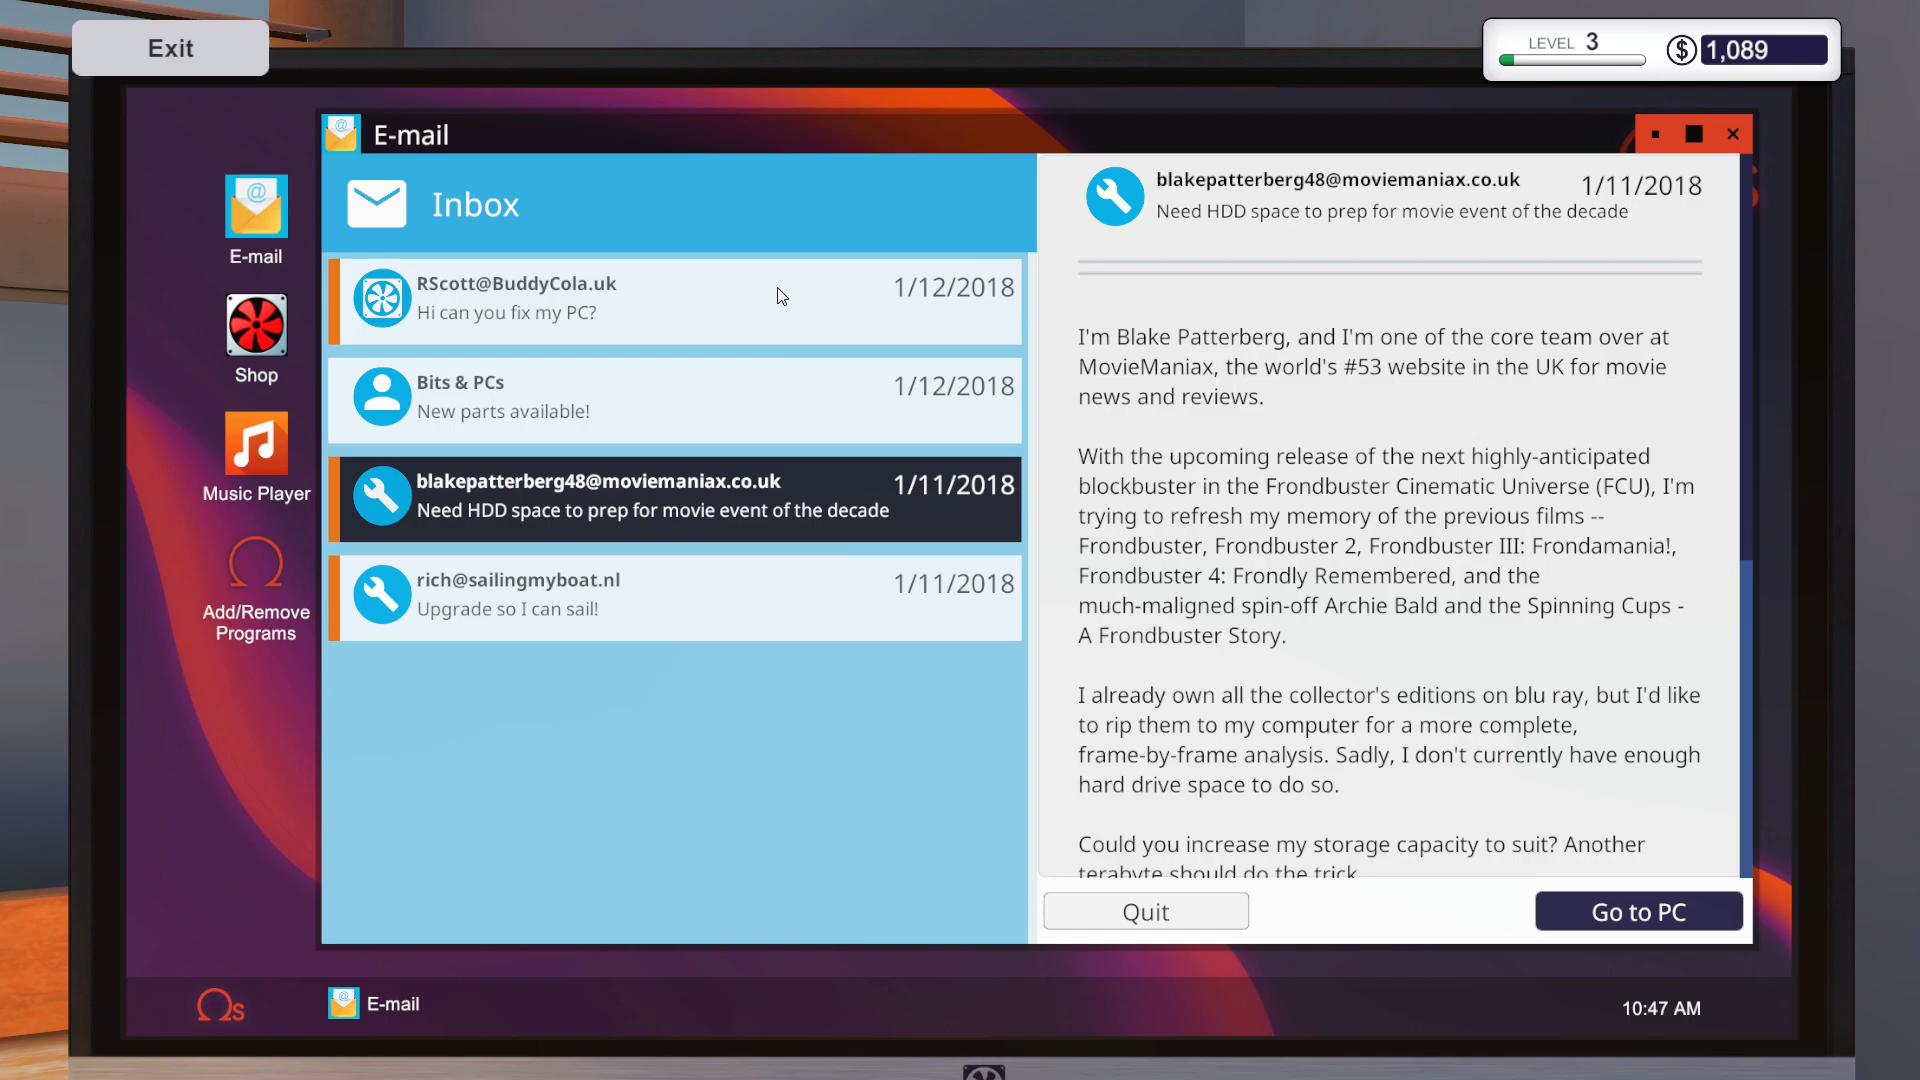 Exit
LEVEL 3
$ 1,089
E-mail
E-mail
Shop
Music Player
Add/Remove
Programs
Inbox
RScott@BuddyCola.uk
1/12/2018
Hi can you fix my PC?
Bits & PCs
1/12/2018
New parts available!
blakepatterberg48@moviemaniax.co.uk
1/11/2018
Need HDD space to prep for movie event of the decade
rich@sailingmyboat.nl
1/11/2018
Upgrade so I can sail!
blakepatterberg48@moviemaniax.co.uk
1/11/2018
Need HDD space to prep for movie event of the decade
I'm Blake Patterberg, and I'm one of the core team over at
MovieManiax, the world's #53 website in the UK for movie
news and reviews.
With the upcoming release of the next highly-anticipated
blockbuster in the Frondbuster Cinematic Universe (FCU), I'm
trying to refresh my memory of the previous films --
Frondbuster, Frondbuster 2, Frondbuster III: Frondamania!,
Frondbuster 4: Frondly Remembered, and the
much-maligned spin-off Archie Bald and the Spinning Cups -
A Frondbuster Story.
I already own all the collector's editions on blu ray, but I'd like
to rip them to my computer for a more complete,
frame-by-frame analysis. Sadly, I don't currently have enough
hard drive space to do so.
Could you increase my storage capacity to suit? Another
terabyte should do the trick
Quit
Go to PC
Ωs
E-mail
10:47 AM